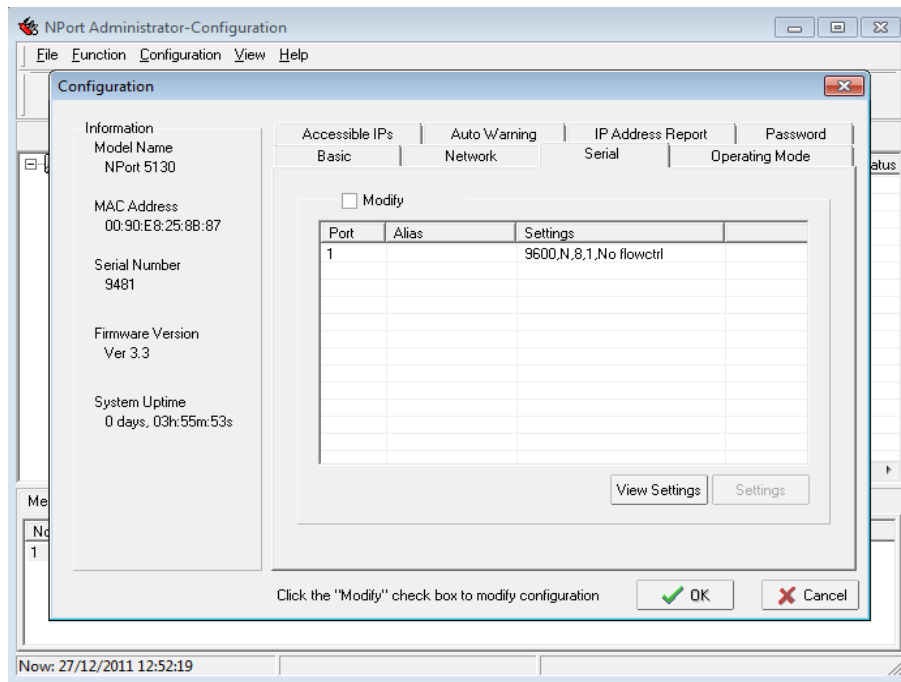 NPort Administrator-Configuration
File Function Configuration View Help
Configuration
Information
Model Name
NPort 5130
MAC Address
00:90:E8:25:8B:87
Serial Number
9481
Firmware Version
Ver 3.3
System Uptime
0 days, 03h:55m:53s
Accessible IPs Auto Warning IP Address Report Password
Basic Network Serial Operating Mode
Modify
Port Alias Settings
1 9600,N,8,1,No flowctrl
View Settings Settings
Click the "Modify" check box to modify configuration OK Cancel
atus
Me
No
1
Now: 27/12/2011 12:52:19